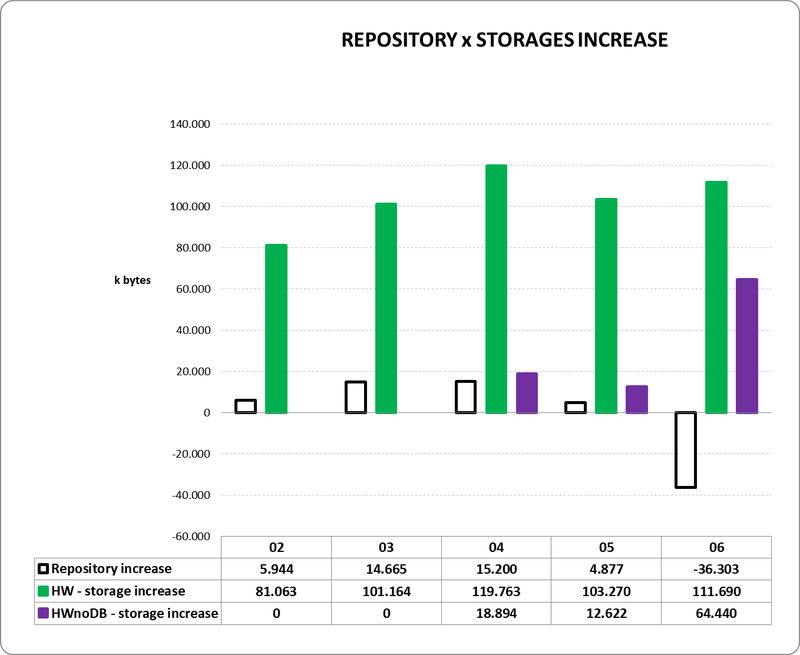 REPOSITORY x STORAGES INCREASE
140.000
120.000
100.000
80.000
k bytes
60.000
40.000
20.000
0
-20.000
-40.000
-60.000
02 03 04 05 06
Repository increase 5.944 14.665 15.200 4.877 -36.303
HW - storage increase 81.063 101.164 119.763 103.270 111.690
HWnoDB - storage increase 0 0 18.894 12.622 64.440